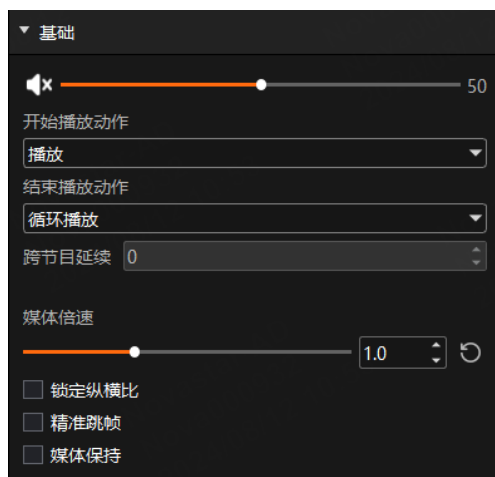 基础
50
开始播放动作
播放
结束播放动作
循环播放
跨节目延续 0
媒体倍速
1.0
锁定纵横比
精准跳帧
媒体保持